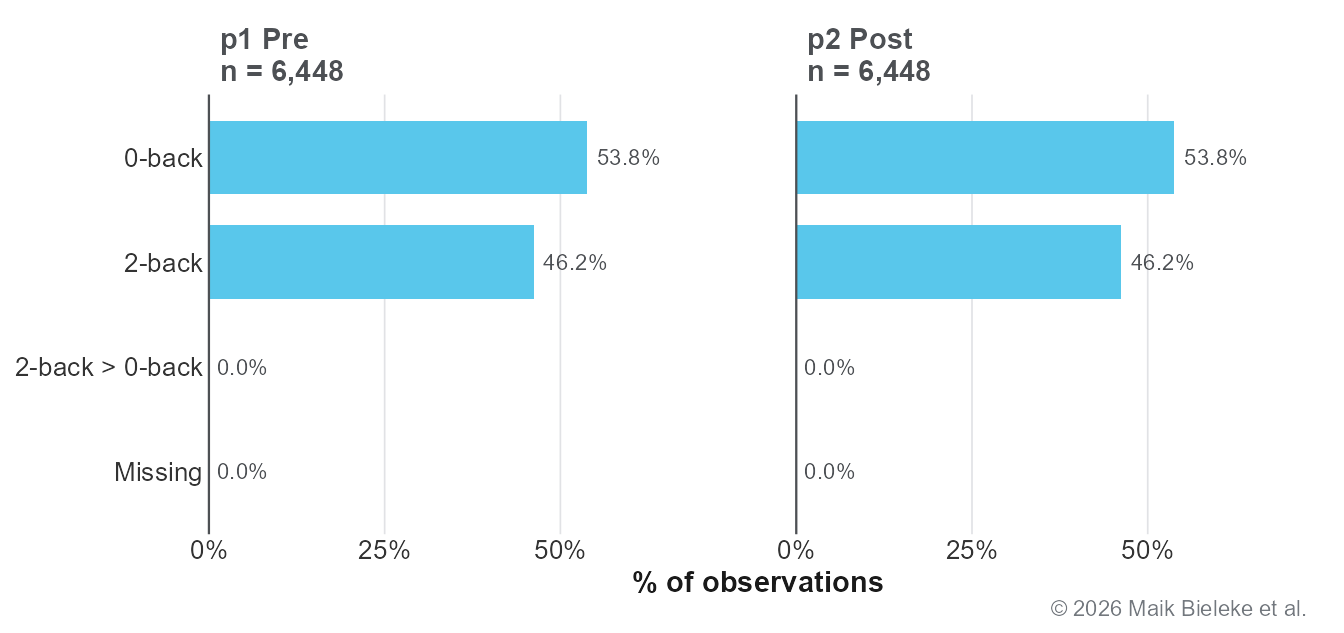 p1 Pre
n = 6,448
p2 Post
n = 6,448
0-back
53.8%
53.8%
2-back
46.2%
46.2%
2-back > 0-back
0.0%
0.0%
Missing
0.0%
0.0%
0%
25%
50%
0%
25%
50%
% of observations
© 2026 Maik Bieleke et al.